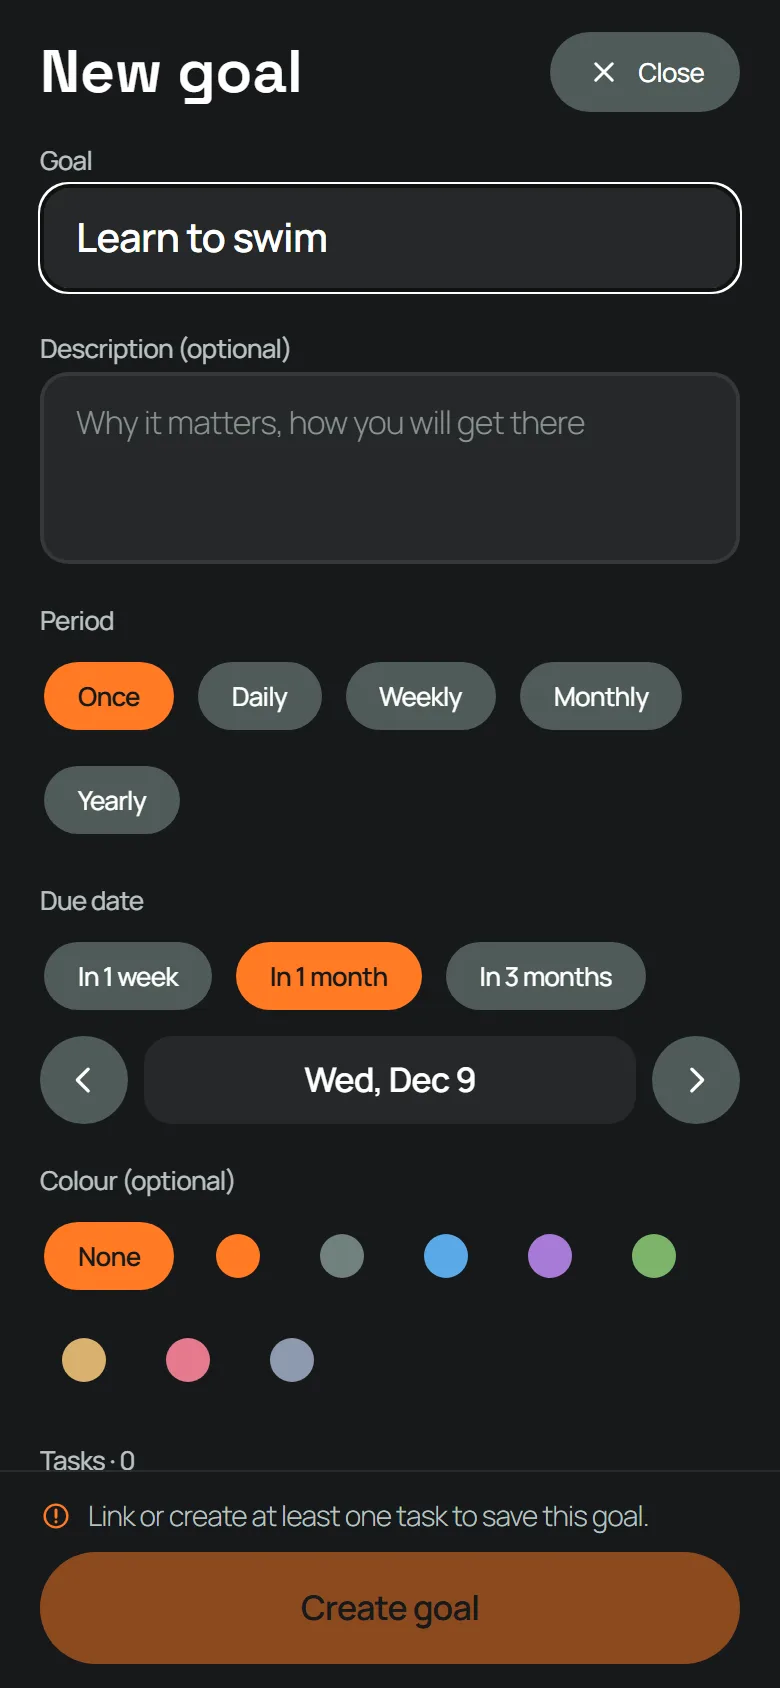 New goal
Close
Goal
Learn to swim
Description (optional)
Why it matters, how you will get there
Period
Once Daily Weekly Monthly
Yearly
Due date
In 1 week In 1 month In 3 months
Wed, Dec 9
Colour (optional)
None
Tasks · 0
Link or create at least one task to save this goal.
Create goal